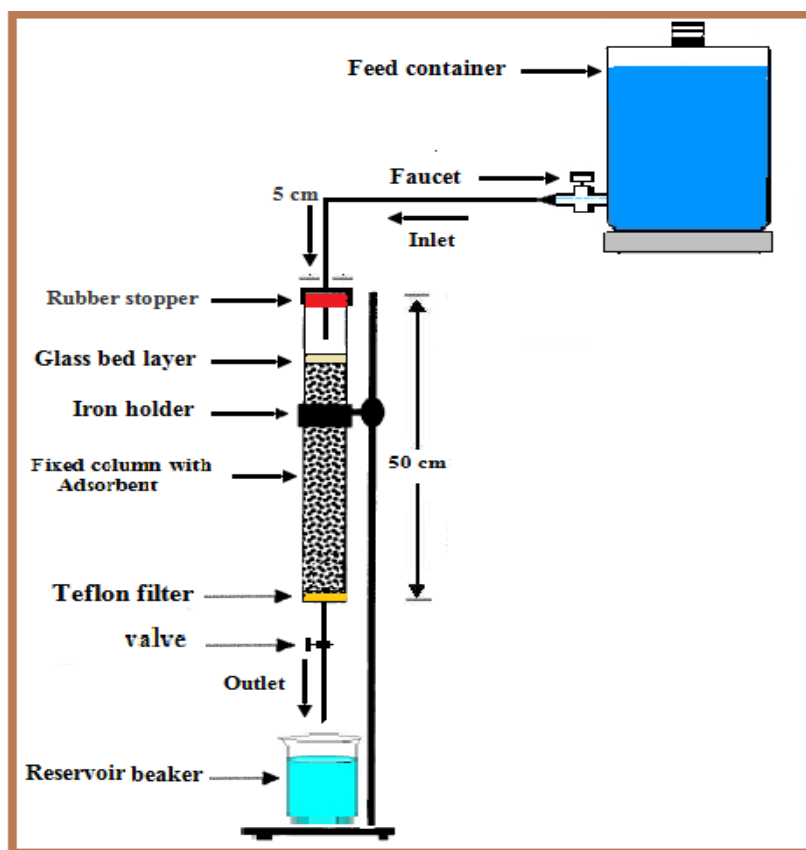 Feed container
Faucet
5 cm
Inlet
Rubber stopper
Glass bed layer
Iron holder
50 cm
Fixed column with
Adsorbent
Teflon filter
valve
Outlet
Reservoir beaker